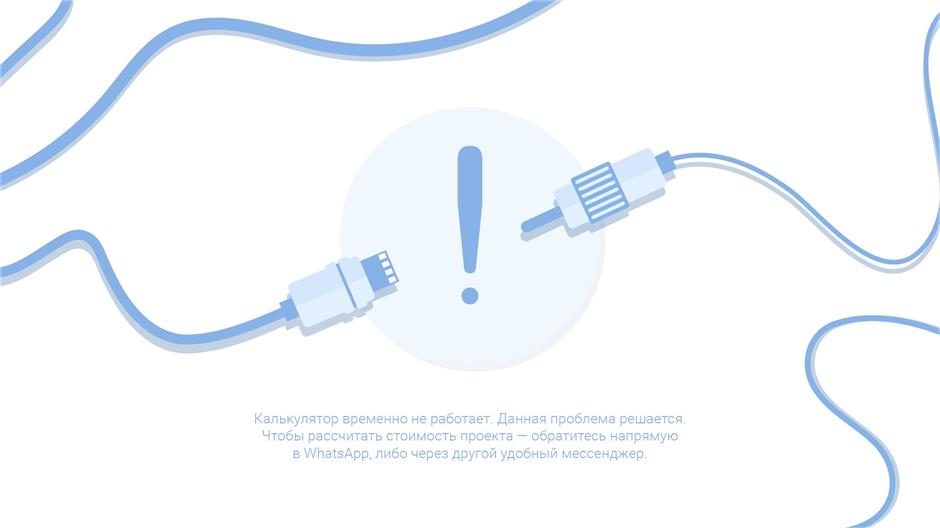 Калькулятор временно не работает. Данная проблема решается.
Чтобы рассчитать стоимость проекта — обратитесь напрямую
в WhatsApp, либо через другой удобный мессенджер.